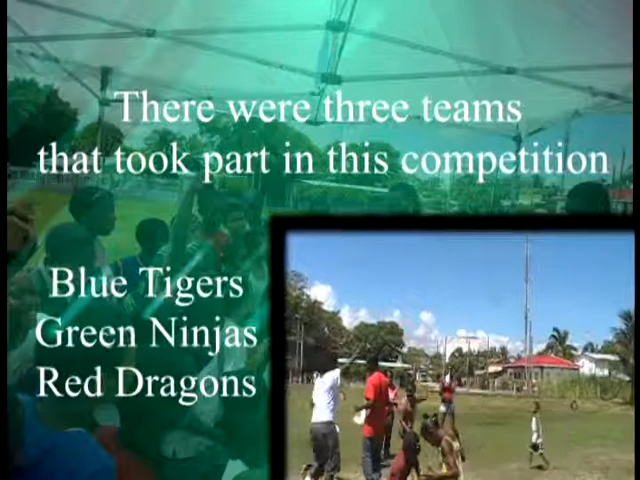 There were three teams
that took part in this competition
Blue Tigers
Green Ninjas
Red Dragons